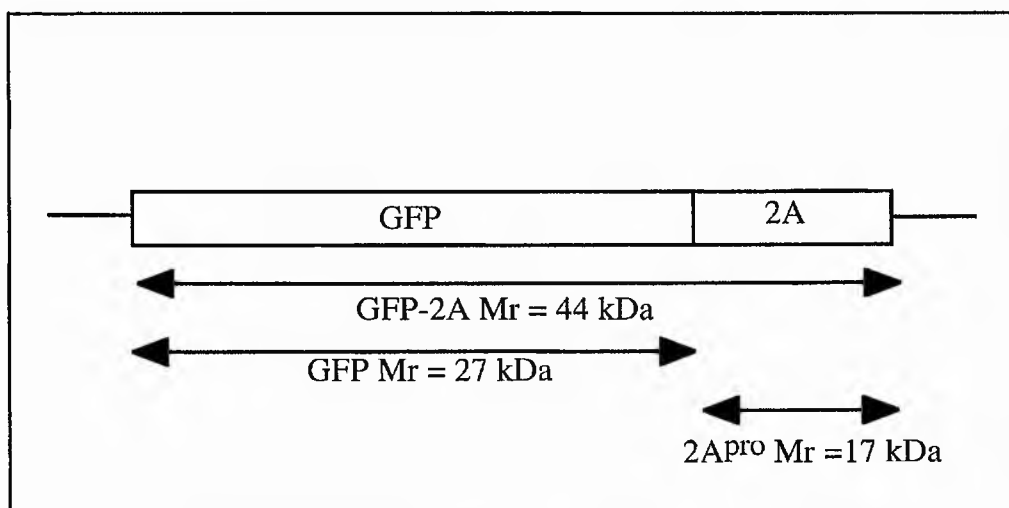 GFP 2A
GFP-2A Mr = 44 kDa
GFP Mr = 27 kDa
2Apro Mr =17 kDa